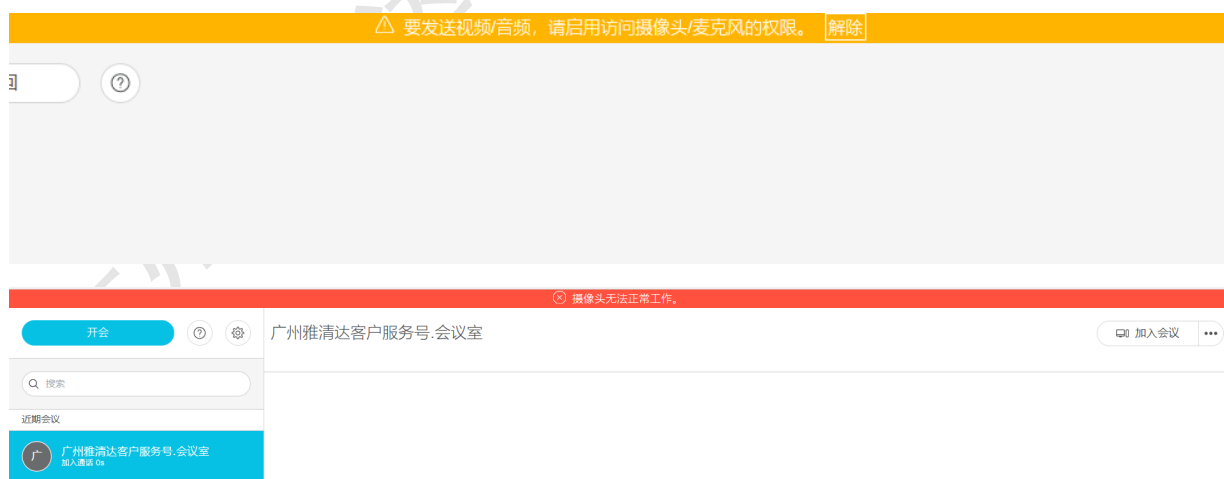 要发送视频/音频，请启用访问摄像头/麦克风的权限。 解除
回
摄像头无法正常工作。
开会
广州雅清达客户服务号.会议室
加入会议
搜索
近期会议
广
广州雅清达客户服务号.会议室
加入通话 0s